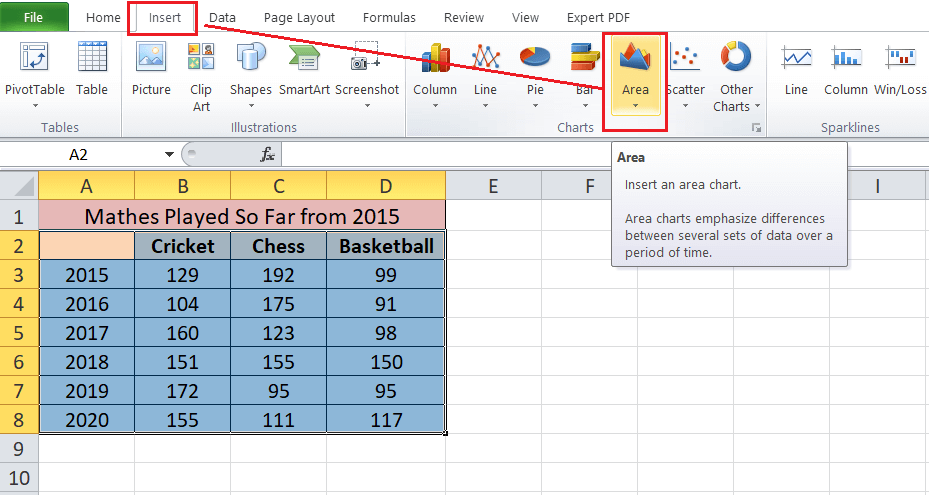 File Home Insert Data Page Layout Formulas Review View Expert PDF
PivotTable Table Picture Clip Art Shapes SmartArt Screenshot Column Line Pie Bar Area Scatter Other Charts Line Column Win/Loss
Tables Illustrations Charts Sparklines
A2 fx
Area
Insert an area chart.
Area charts emphasize differences
between several sets of data over a
period of time.
A B C D E F I
1 Mathes Played So Far from 2015
2 Cricket Chess Basketball
3 2015 129 192 99
4 2016 104 175 91
5 2017 160 123 98
6 2018 151 155 150
7 2019 172 95 95
8 2020 155 111 117
9
10